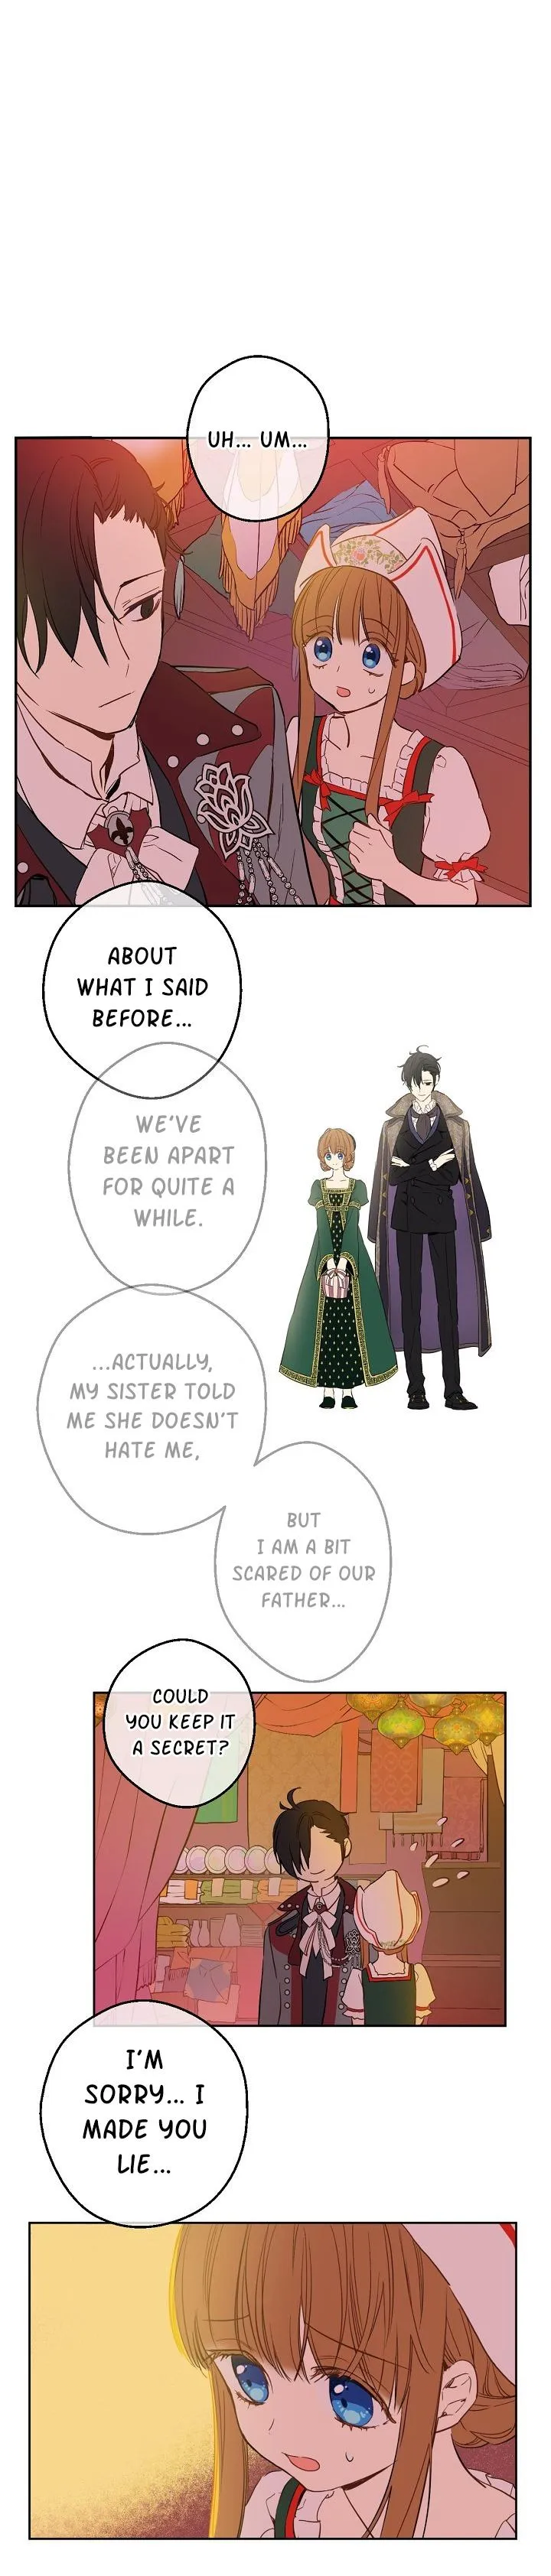 UH... UM...
ABOUT
WHAT I SAID
BEFORE...
WE'VE
BEEN APART
FOR QUITE A
WHILE.
...ACTUALLY,
MY SISTER TOLD
ME SHE DOESN'T
HATE ME,
BUT
I AM A BIT
SCARED OF OUR
FATHER...
COULD
YOU KEEP IT
A SECRET?
I'M
SORRY... I
MADE YOU
LIE...